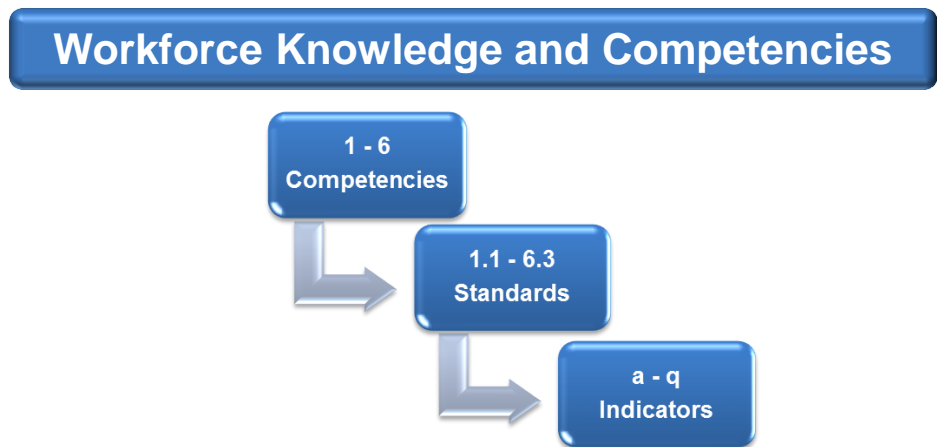 Workforce Knowledge and Competencies
1 - 6
Competencies
1.1 - 6.3
Standards
a - q
Indicators